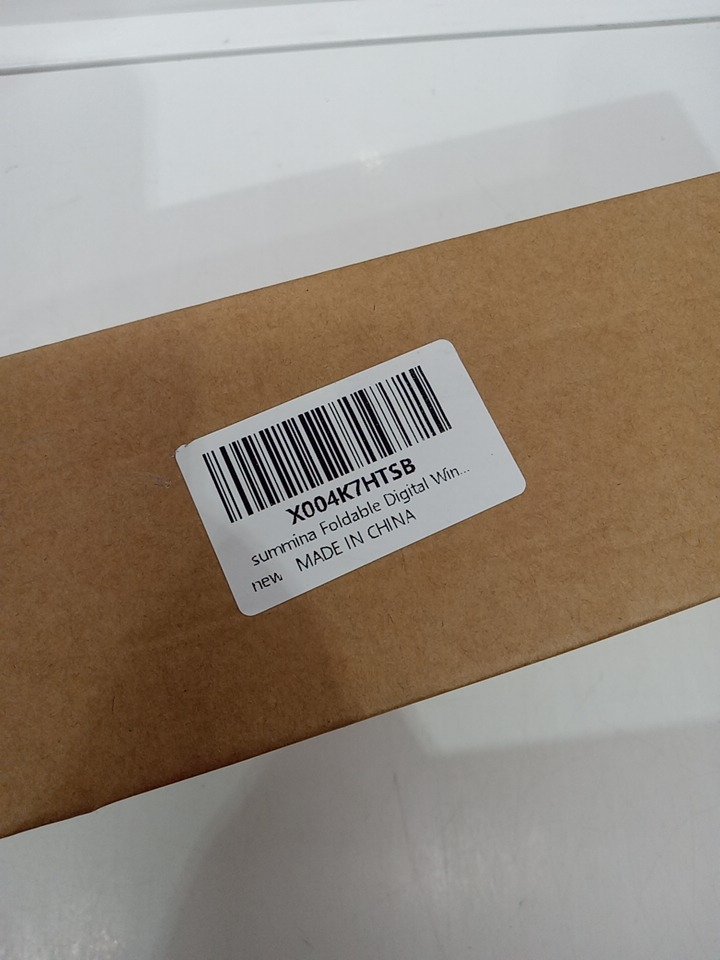 X004K7HTSB
summina Foldable Digital Win...
new MADE IN CHINA